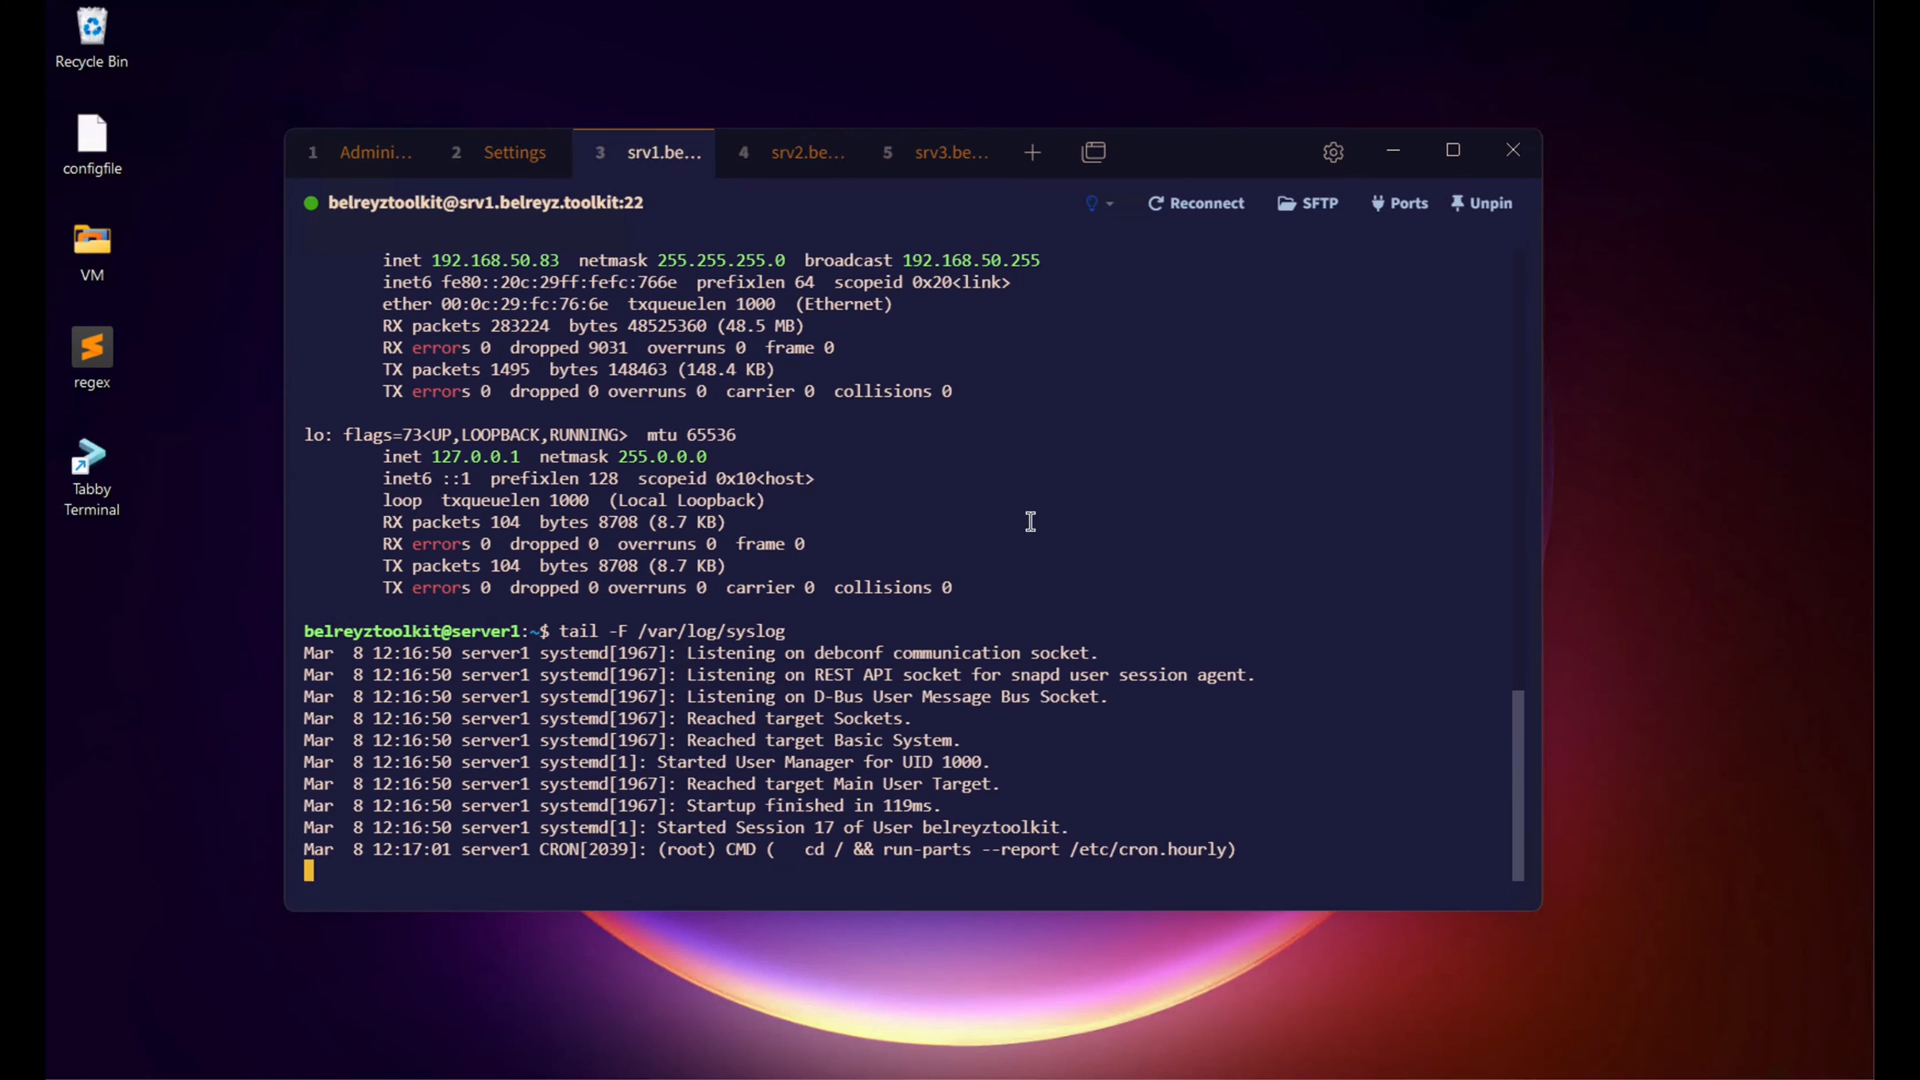 Recycle Bin
configfile
VM
regex
Tabby
Terminal
1 Admini... 2 Settings 3 srv1.be... 4 srv2.be... 5 srv3.be... +
belreyztoolkit@srv1.belreyz.toolkit:22 Reconnect SFTP Ports Unpin
inet 192.168.50.83 netmask 255.255.255.0 broadcast 192.168.50.255
inet6 fe80::20c:29ff:fefc:766e prefixlen 64 scopeid 0x20<link>
ether 00:0c:29:fc:76:6e txqueuelen 1000 (Ethernet)
RX packets 283224 bytes 48525360 (48.5 MB)
RX errors 0 dropped 9031 overruns 0 frame 0
TX packets 1495 bytes 148463 (148.4 KB)
TX errors 0 dropped 0 overruns 0 carrier 0 collisions 0
lo: flags=73<UP,LOOPBACK,RUNNING> mtu 65536
inet 127.0.0.1 netmask 255.0.0.0
inet6 ::1 prefixlen 128 scopeid 0x10<host>
loop txqueuelen 1000 (Local Loopback)
RX packets 104 bytes 8708 (8.7 KB)
RX errors 0 dropped 0 overruns 0 frame 0
TX packets 104 bytes 8708 (8.7 KB)
TX errors 0 dropped 0 overruns 0 carrier 0 collisions 0
belreyztoolkit@server1:~$ tail -F /var/log/syslog
Mar 8 12:16:50 server1 systemd[1967]: Listening on debconf communication socket.
Mar 8 12:16:50 server1 systemd[1967]: Listening on REST API socket for snapd user session agent.
Mar 8 12:16:50 server1 systemd[1967]: Listening on D-Bus User Message Bus Socket.
Mar 8 12:16:50 server1 systemd[1967]: Reached target Sockets.
Mar 8 12:16:50 server1 systemd[1967]: Reached target Basic System.
Mar 8 12:16:50 server1 systemd[1]: Started User Manager for UID 1000.
Mar 8 12:16:50 server1 systemd[1967]: Reached target Main User Target.
Mar 8 12:16:50 server1 systemd[1967]: Startup finished in 119ms.
Mar 8 12:16:50 server1 systemd[1]: Started Session 17 of User belreyztoolkit.
Mar 8 12:17:01 server1 CRON[2039]: (root) CMD ( cd / && run-parts --report /etc/cron.hourly)